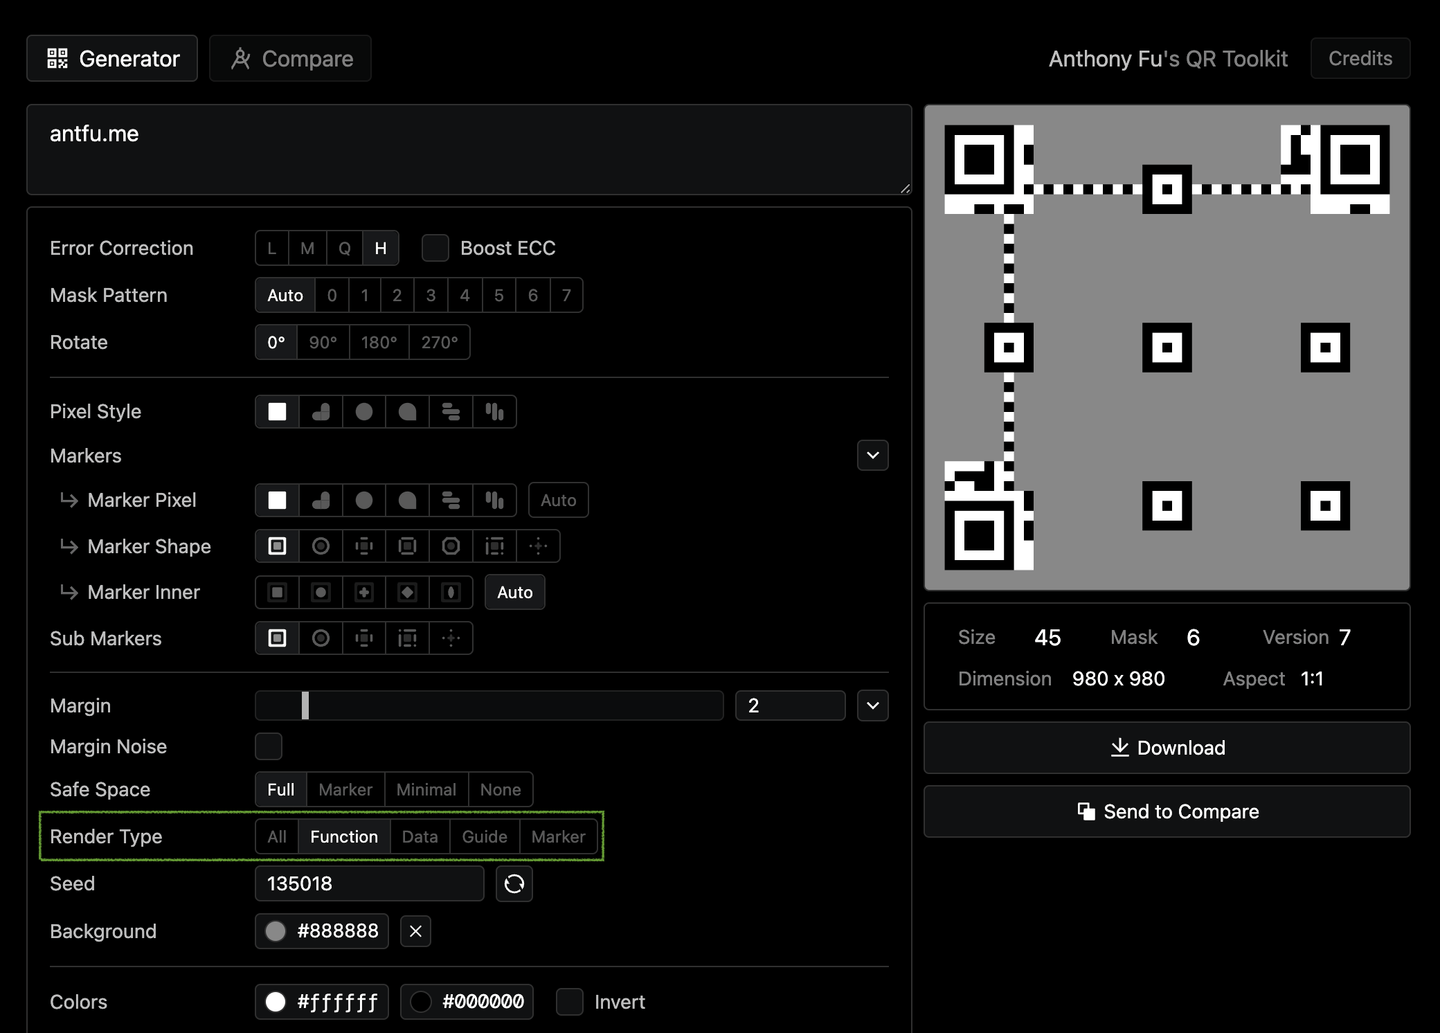 Generator Compare Anthony Fu's QR Toolkit Credits
antfu.me
Error Correction L M Q H Boost ECC
Mask Pattern Auto 0 1 2 3 4 5 6 7
Rotate 0° 90° 180° 270°
Pixel Style
Markers
Marker Pixel Auto
Marker Shape
Marker Inner Auto
Sub Markers
Margin 2
Margin Noise
Safe Space Full Marker Minimal None
Render Type All Function Data Guide Marker
Seed 135018
Background #888888
Colors #ffffff #000000 Invert
Size 45 Mask 6 Version 7
Dimension 980 x 980 Aspect 1:1
Download
Send to Compare